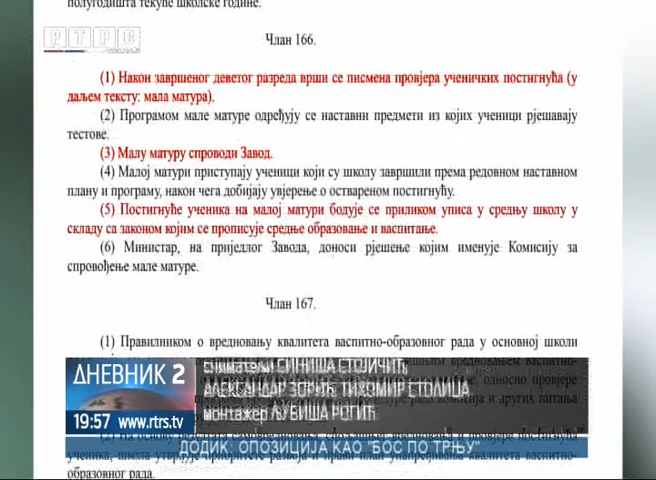 полугодишта текуће школске године.
РТРС
Члан 166.
(1) Након завршеног деветог разреда врши се писмена провјера ученичких постигнућа (у
даљем тексту: мала матура).
(2) Програмом мале матуре одређују се наставни предмети из којих ученици рјешавају
тестове.
(3) Малу матуру спроводи Завод.
(4) Малој матури приступају ученици који су школу завршили према редовном наставном
плану и програму, након чега добијају увјерење о оствареном постигнућу.
(5) Постигнуће ученика на малој матури бодује се приликом уписа у средњу школу у
складу са законом којим се прописује средње образовање и васпитање.
(6) Министар, на приједлог Завода, доноси рјешење којим именује Комисију за
спровођење мале матуре.
Члан 167.
(1) Правилником о вредновању квалитета васпитно-образовног рада у основној школи
ДНЕВНИК 2
19:57 www.rtrs.tv
сниматељи СИНИША СТОЈИЧИЋ
монтажер ЉУБИША РОГИЋ
ДОДИК: ОПОЗИЦИЈА КАО "БОС ПО ТРЊУ"
образовног рада.